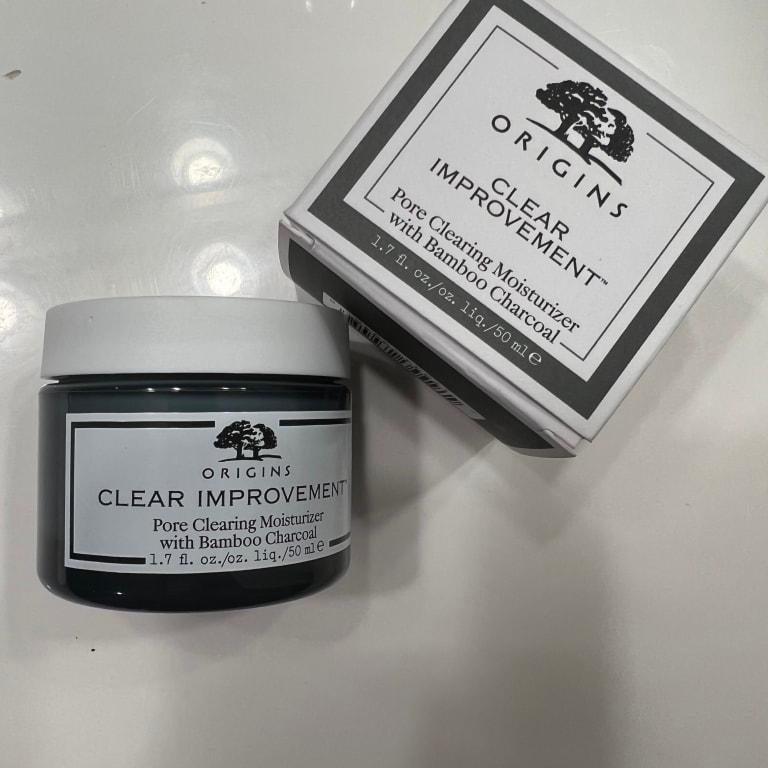 ORIGINS
CLEAR
IMPROVEMENT™
Pore Clearing Moisturizer
with Bamboo Charcoal
1.7 fl. oz./oz. liq./50 ml e
ORIGINS
CLEAR IMPROVEMENT™
Pore Clearing Moisturizer
with Bamboo Charcoal
1.7 fl. oz./oz. liq./50 ml e